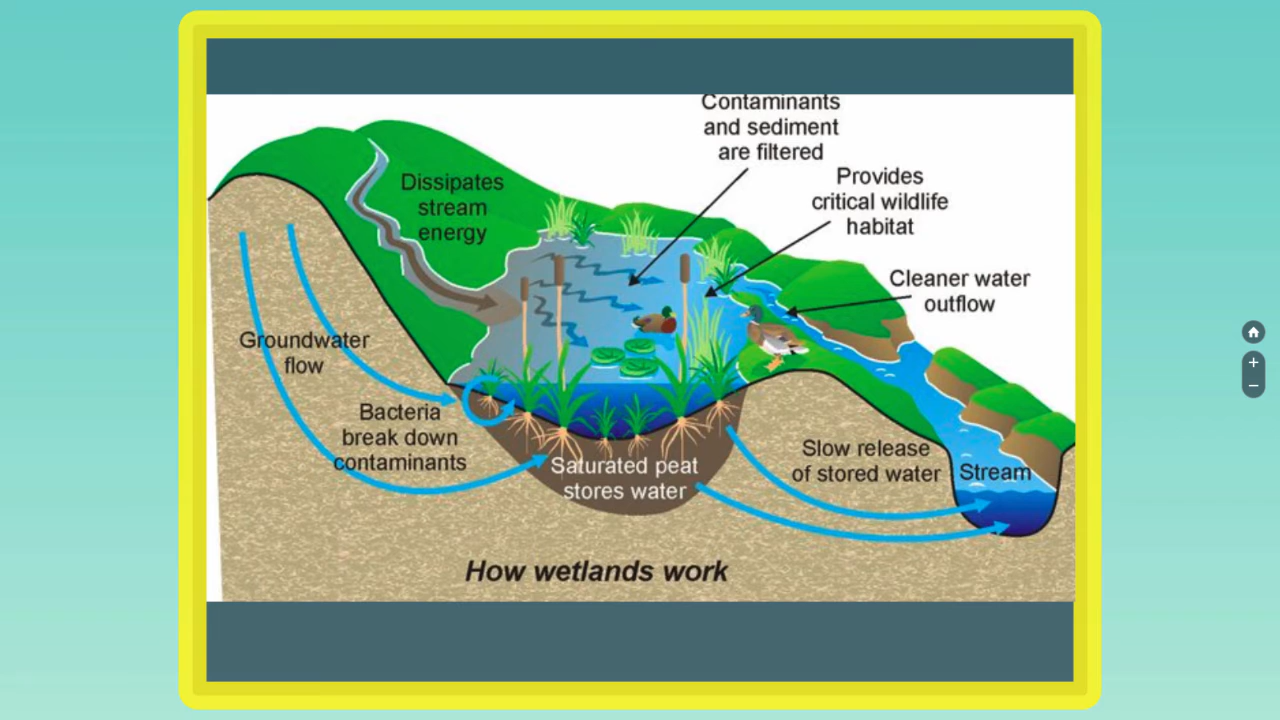 Contaminants
and sediment
are filtered
Provides
critical wildlife
habitat
Dissipates
stream
energy
Cleaner water
outflow
Groundwater
flow
Bacteria
break down
contaminants
Saturated peat
stores water
Slow release
of stored water
Stream
How wetlands work